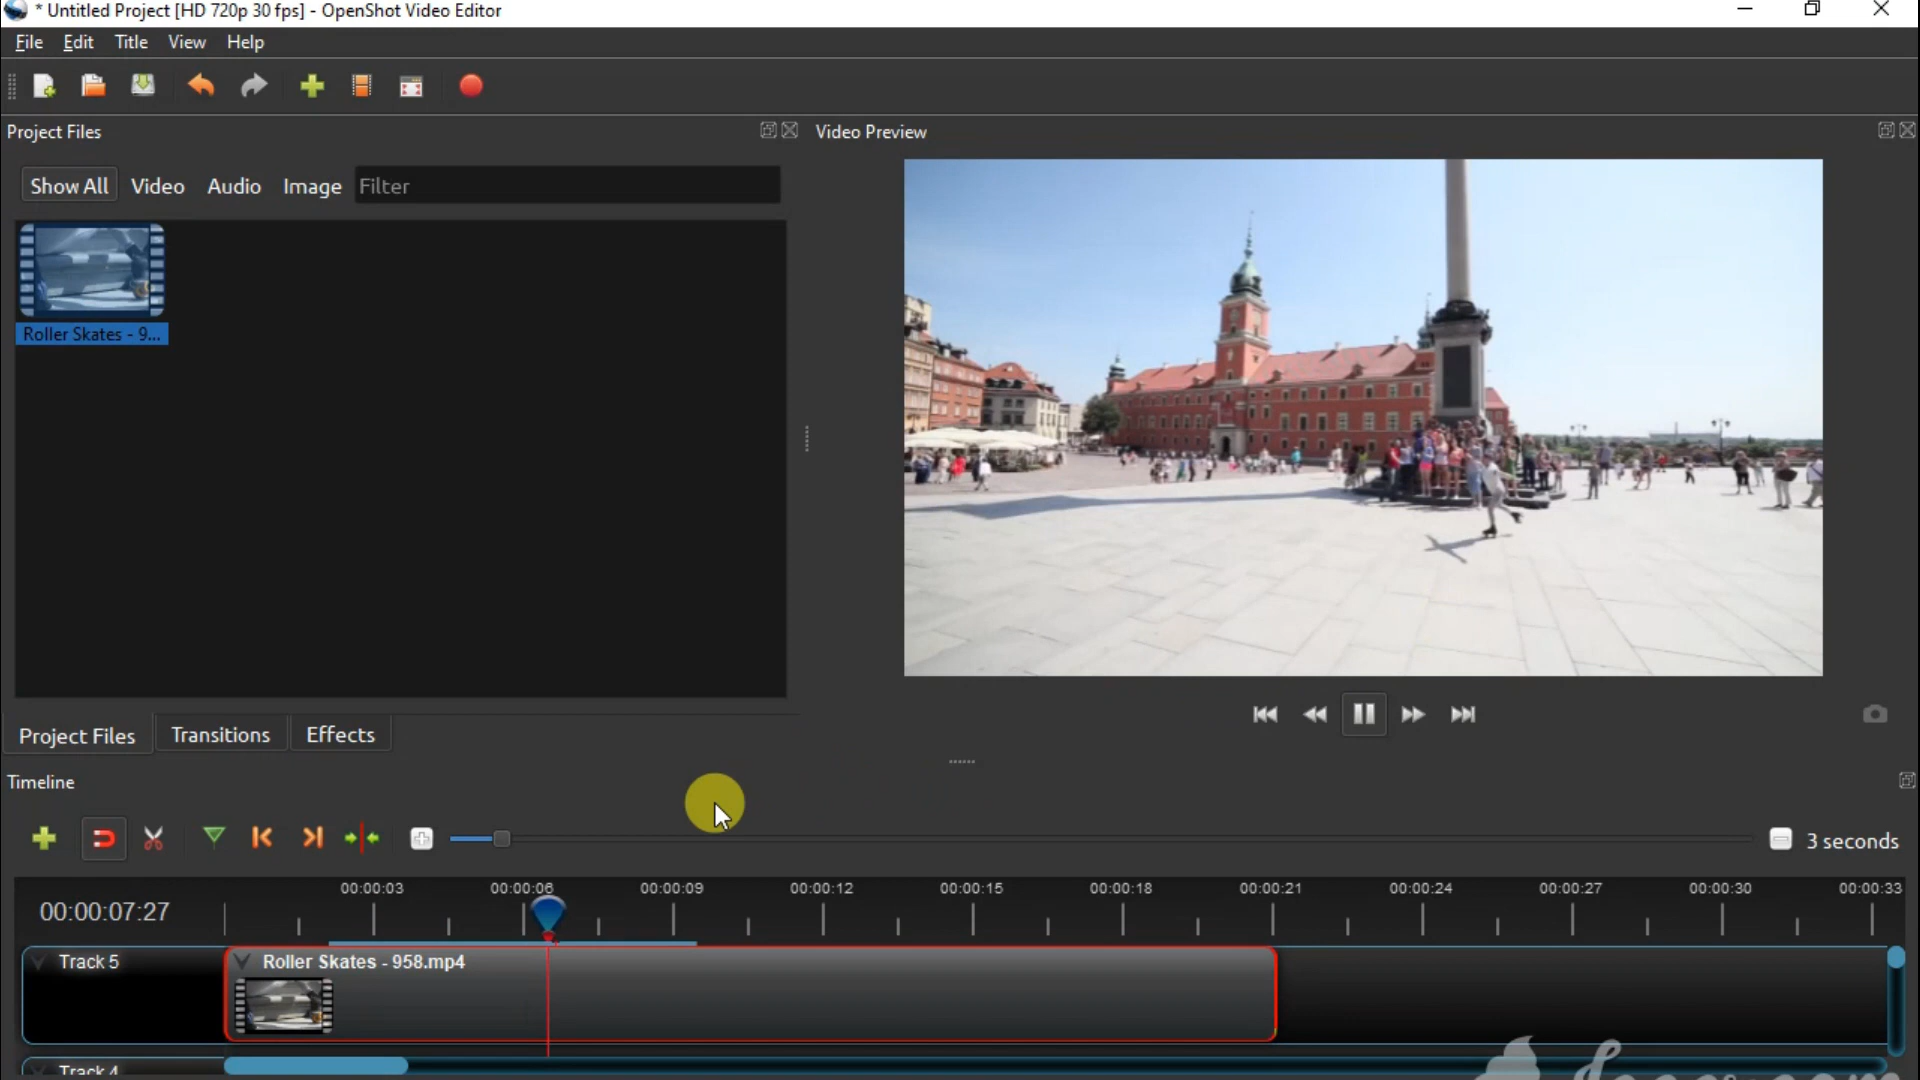 * Untitled Project [HD 720p 30 fps] - OpenShot Video Editor
File Edit Title View Help
Project Files
Video Preview
Show All Video Audio Image Filter
Roller Skates - 9...
Project Files Transitions Effects
Timeline
3 seconds
00:00:03 00:00:06 00:00:09 00:00:12 00:00:15 00:00:18 00:00:21 00:00:24 00:00:27 00:00:30 00:00:33
00:00:07:27
Track 5
Roller Skates - 958.mp4
Track 4